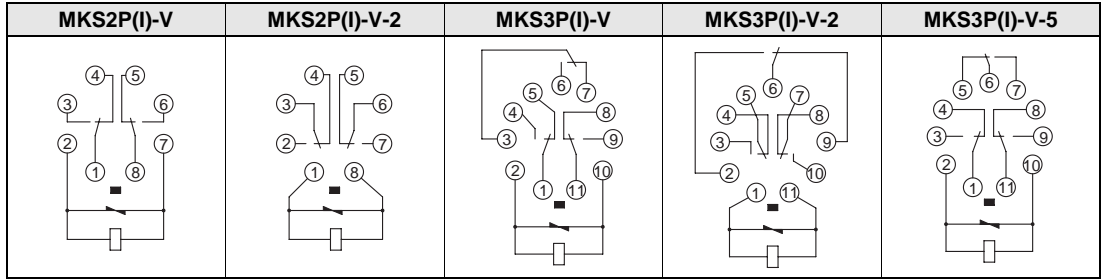 MKS2P(I)-V MKS2P(I)-V-2 MKS3P(I)-V MKS3P(I)-V-2 MKS3P(I)-V-5
4 5 3 6 2 7 1 8
4 5 3 6 2 7 1 8
6 7 5 8 4 3 9 2 10 1 11
6 5 7 4 8 3 9 2 10 1 11
5 6 7 4 8 3 9 2 10 1 11